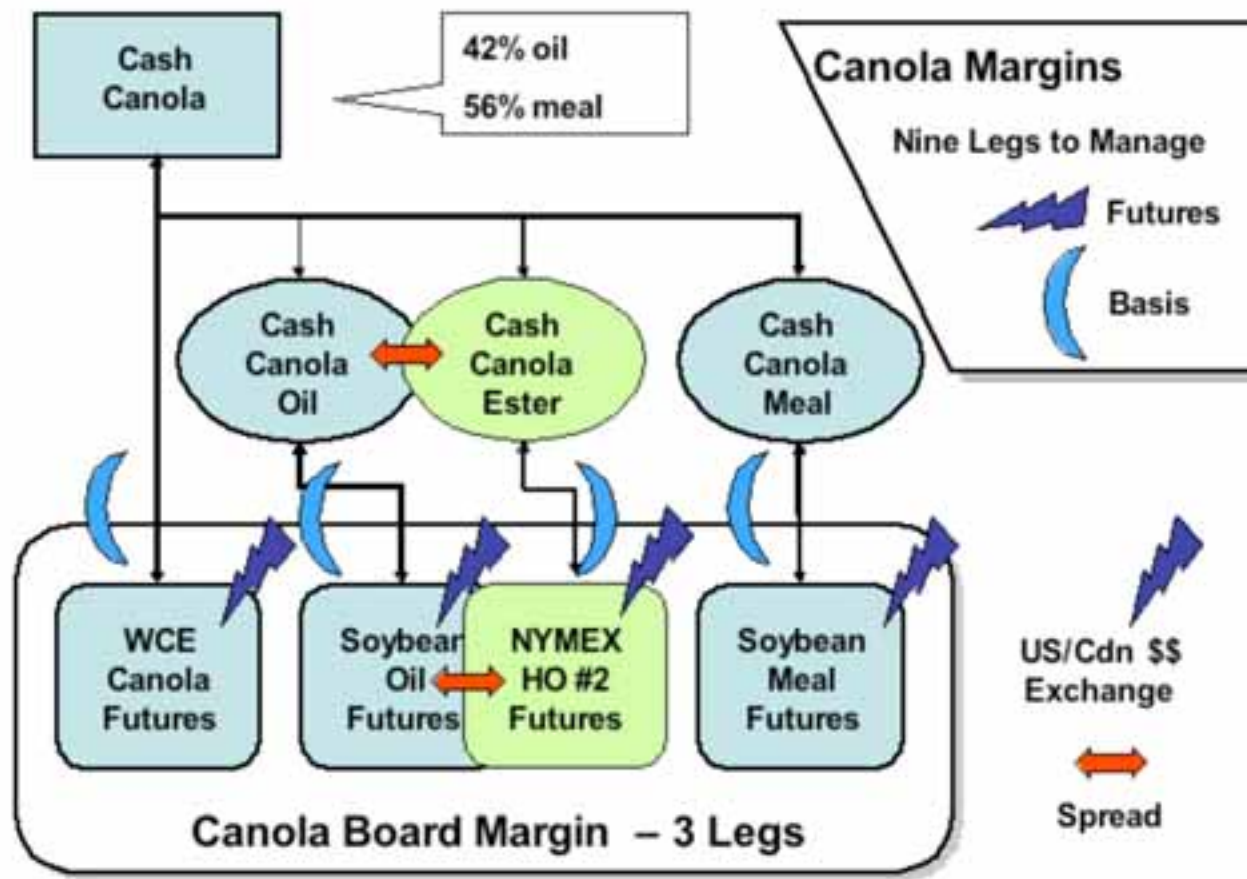 Cash
Canola
42% oil
56% meal
Canola Margins
Nine Legs to Manage
Futures
Basis
Cash
Canola
Oil
Cash
Canola
Ester
Cash
Canola
Meal
WCE
Canola
Futures
Soybean
Oil
Futures
NYMEX
HO #2
Futures
Soybean
Meal
Futures
US/Cdn $$
Exchange
Spread
Canola Board Margin – 3 Legs